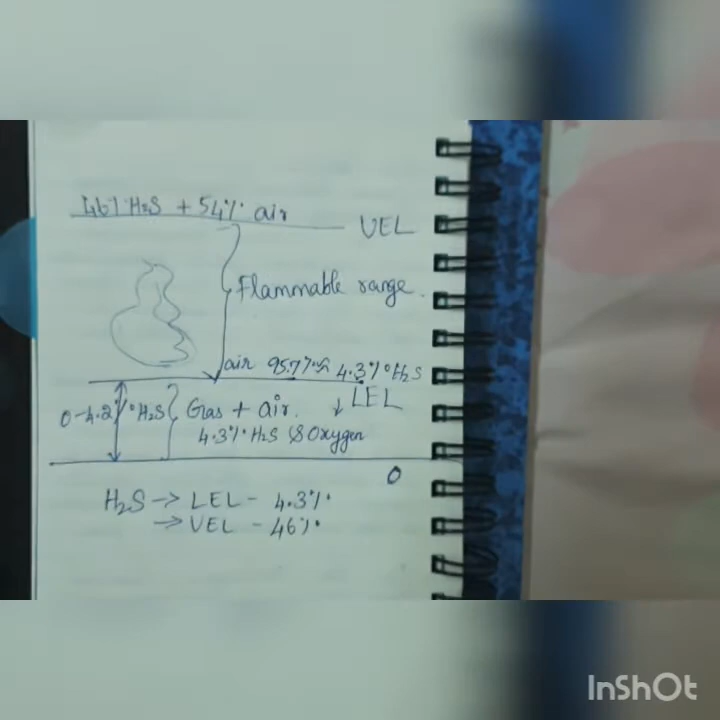 46% H₂S + 54% air
UEL
Flammable range.
air 95.7% 4.3% H₂S
↓ LEL
0-4.2% H₂S
Gas + air.
4.3% H₂S & Oxygen
0
H₂S → LEL - 4.3%
→ UEL - 46%
InShOt